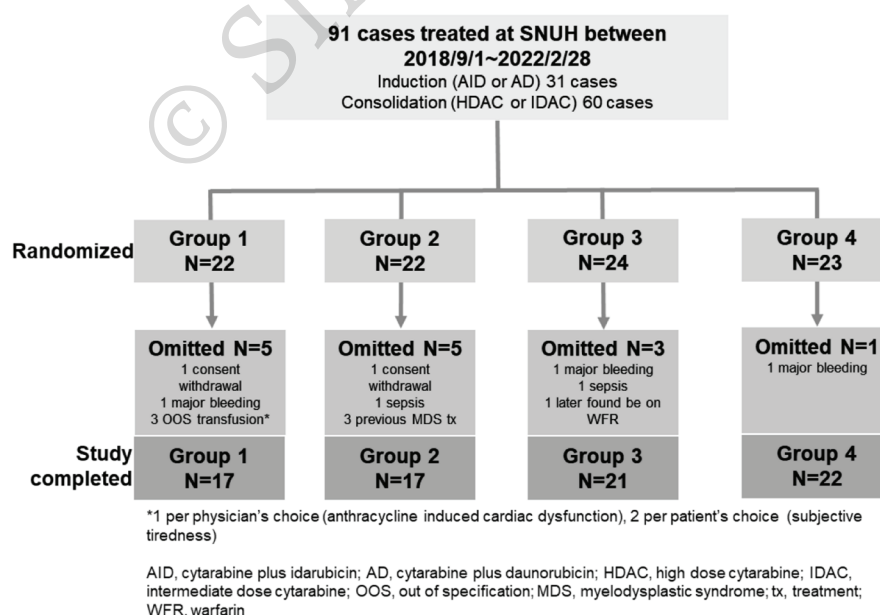 91 cases treated at SNUH between
2018/9/1~2022/2/28
Induction (AID or AD) 31 cases
Consolidation (HDAC or IDAC) 60 cases
©
Randomized
Group 1
N=22
Group 2
N=22
Group 3
N=24
Group 4
N=23
Omitted N=5
1 consent
withdrawal
1 major bleeding
3 OOS transfusion*
Omitted N=5
1 consent
withdrawal
1 sepsis
3 previous MDS tx
Omitted N=3
1 major bleeding
1 sepsis
1 later found be on
WFR
Omitted N=1
1 major bleeding
Study
completed
Group 1
N=17
Group 2
N=17
Group 3
N=21
Group 4
N=22
*1 per physician's choice (anthracycline induced cardiac dysfunction), 2 per patient's choice (subjective
tiredness)
AID, cytarabine plus idarubicin; AD, cytarabine plus daunorubicin; HDAC, high dose cytarabine; IDAC,
intermediate dose cytarabine; OOS, out of specification; MDS, myelodysplastic syndrome; tx, treatment;
WFR, warfarin